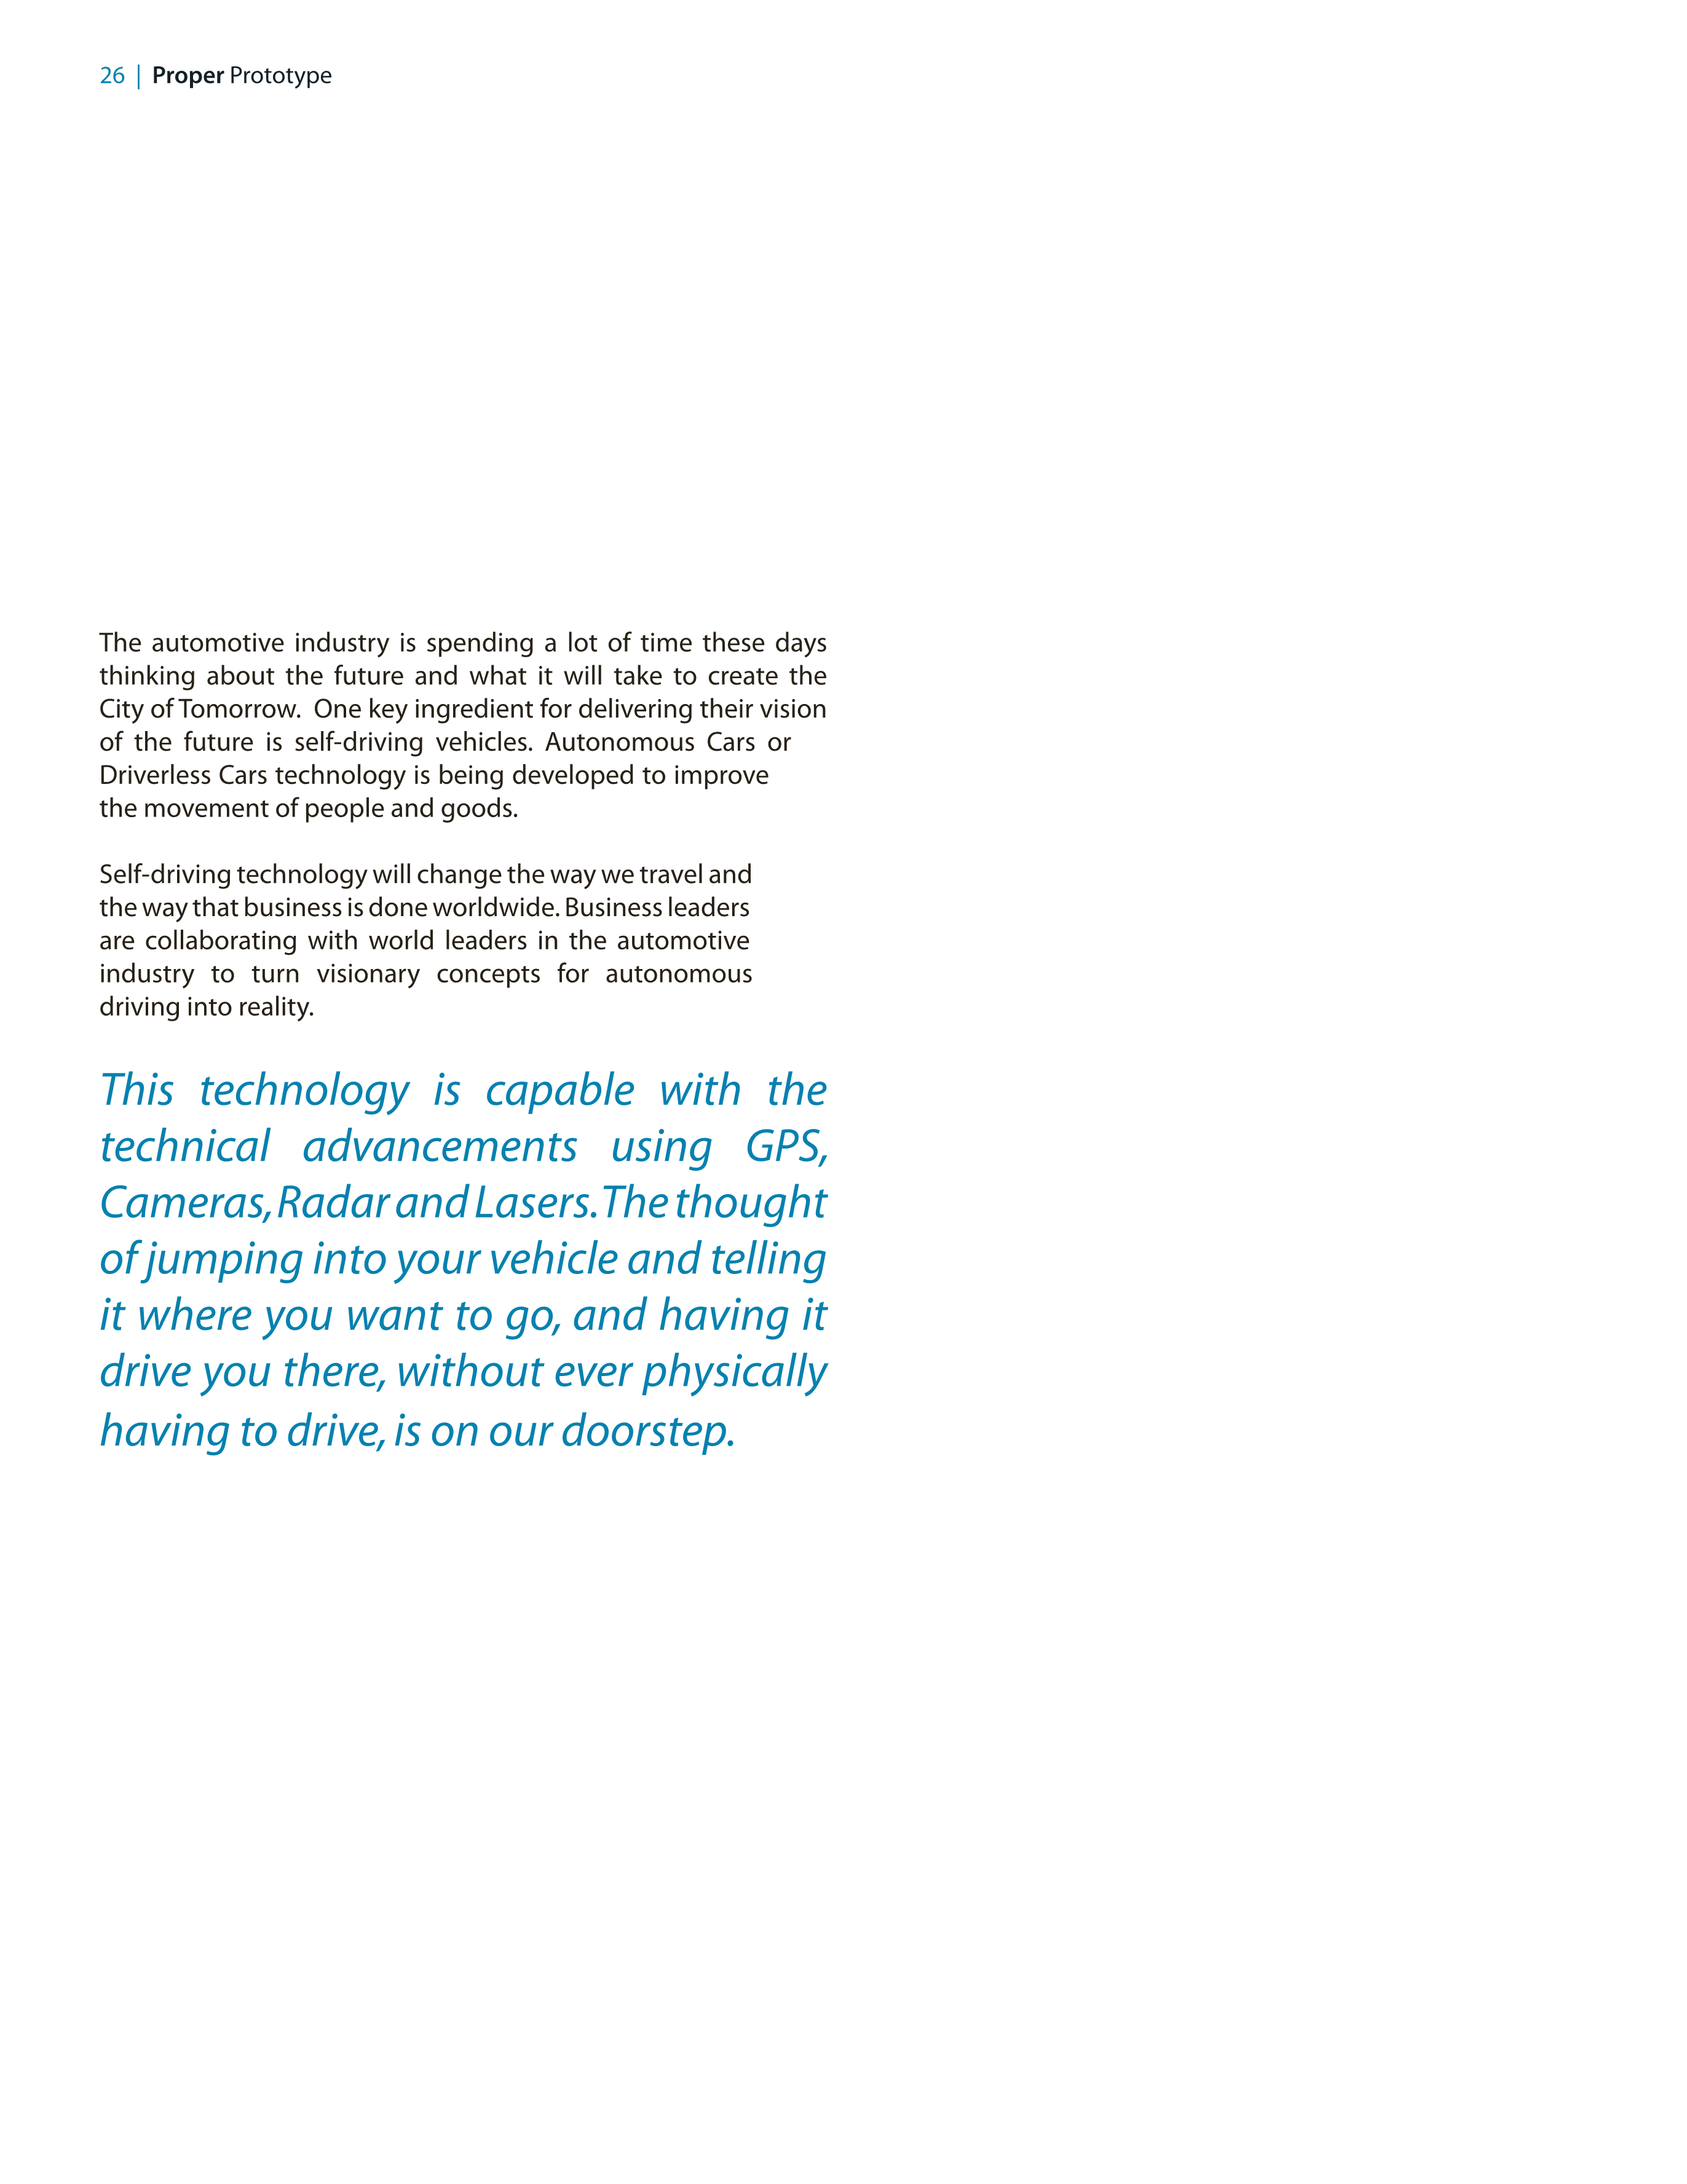 26 | Proper Prototype
The automotive industry is spending a lot of time these days
thinking about the future and what it will take to create the
City of Tomorrow.  One key ingredient for delivering their vision
of the future is self-driving vehicles. Autonomous Cars or
Driverless Cars technology is being developed to improve
the movement of people and goods.
Self-driving technology will change the way we travel and
the way that business is done worldwide. Business leaders
are collaborating with world leaders in the automotive
industry to turn visionary concepts for autonomous
driving into reality.
This technology is capable with the
technical advancements using GPS,
Cameras, Radar and Lasers. The thought
of jumping into your vehicle and telling
it where you want to go, and having it
drive you there, without ever physically
having to drive, is on our doorstep.